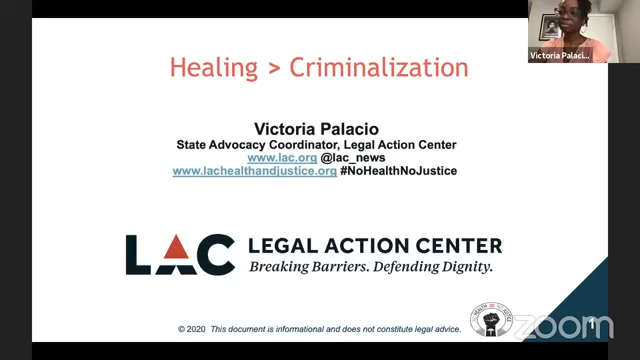 Healing > Criminalization
Victoria Palacio
State Advocacy Coordinator, Legal Action Center
www.lac.org @lac_news
www.lachealthandjustice.org #NoHealthNoJustice
LAC LEGAL ACTION CENTER
Breaking Barriers. Defending Dignity.
© 2020 This document is informational and does not constitute legal advice.
zoom
1
Victoria Palaci...